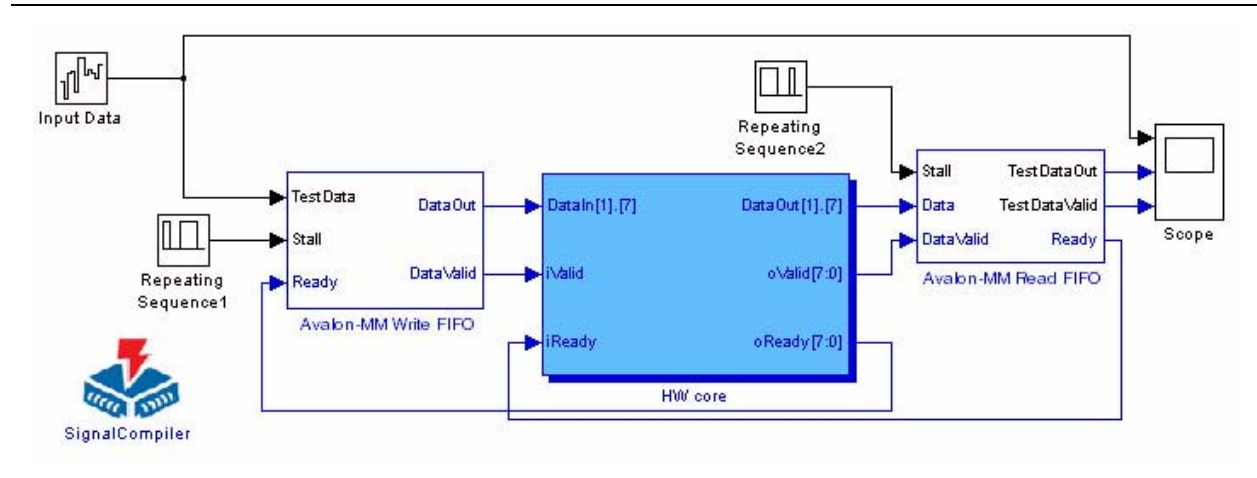 Input Data
Repeating
Sequence2
TestData
DataOut
Stall
DataValid
Ready
Avalon-MM Write FIFO
Repeating
Sequence1
DataIn[1].[7]
DataOut[1].[7]
iValid
oValid[7:0]
iReady
oReady[7:0]
HW core
Stall
TestDataOut
Data
TestDataValid
DataValid
Ready
Avalon-MM Read FIFO
Scope
SignalCompiler